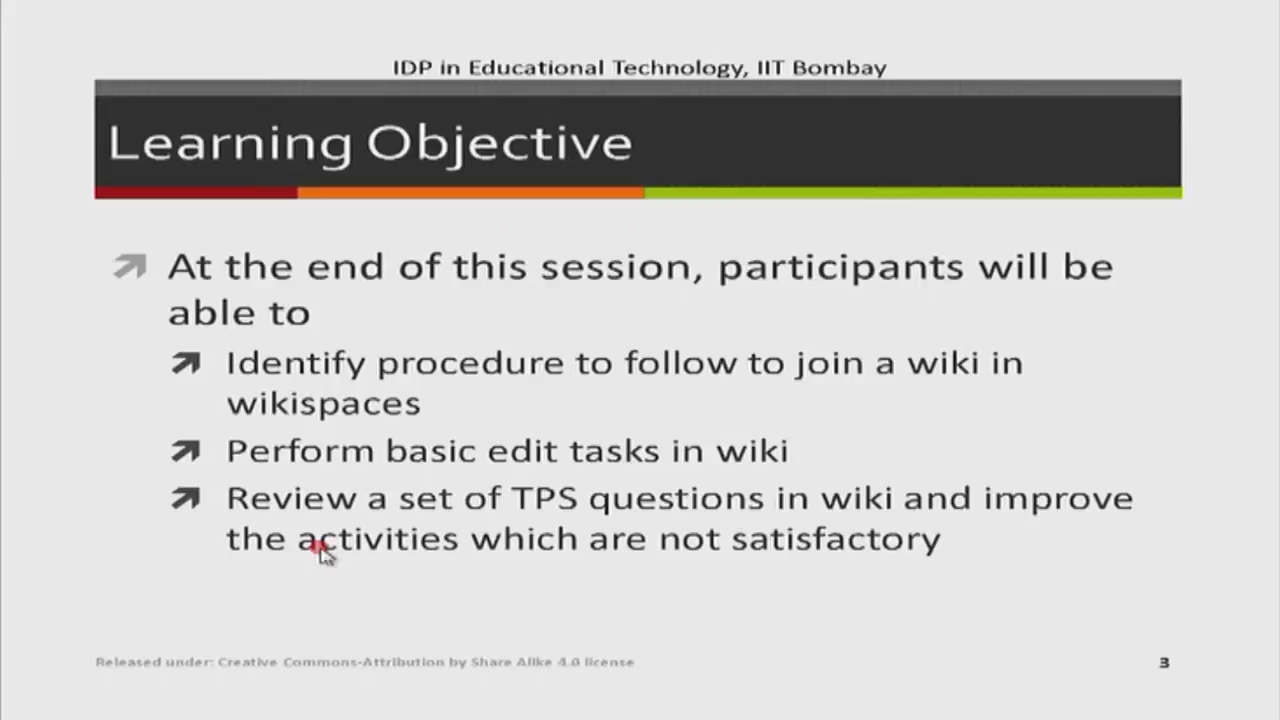 IDP in Educational Technology, IIT Bombay
Learning Objective
At the end of this session, participants will be
able to
Identify procedure to follow to join a wiki in
wikispaces
Perform basic edit tasks in wiki
Review a set of TPS questions in wiki and improve
the activities which are not satisfactory
Released under: Creative Commons-Attribution by Share Alike 4.0 license
3